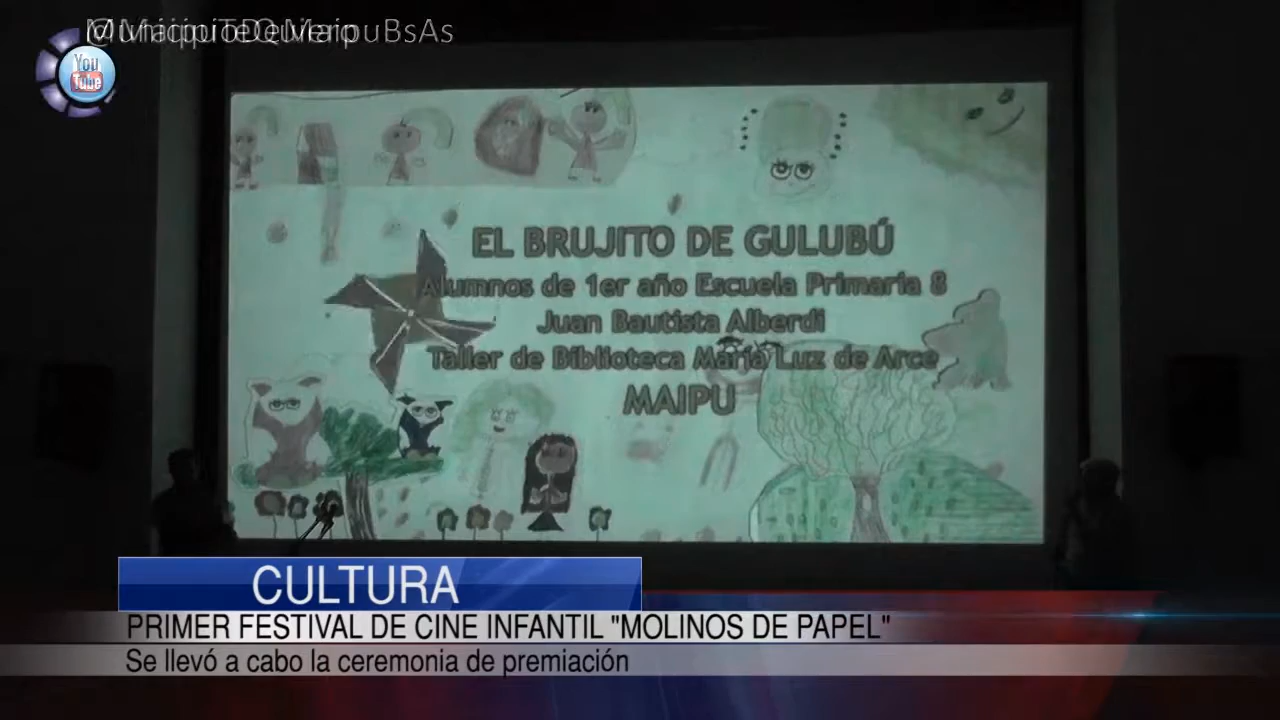 You
Tube
EL BRUJITO DE GULUBÚ
Alumnos de 1er año Escuela Primaria 8
Juan Bautista Alberdi
Taller de Biblioteca María Luz de Arce
MAIPU
CULTURA
PRIMER FESTIVAL DE CINE INFANTIL "MOLINOS DE PAPEL"
Se llevó a cabo la ceremonia de premiación